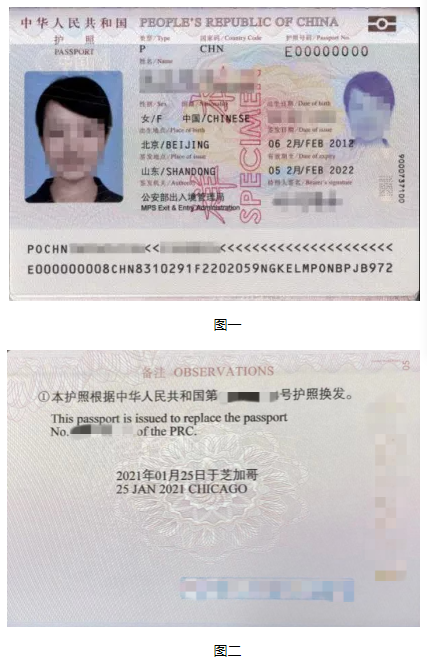 中华人民共和国 PEOPLE'S REPUBLIC OF CHINA
护 照
PASSPORT
类型/Type 国家码/Country Code 护照号码/Passport No.
P CHN E00000000
姓名/Name
性别/Sex 国籍/Nationality 出生日期/Date of birth
女/F 中国/CHINESE
出生地点/Place of birth 签发日期/Date of issue
北京/BEIJING 06 2月/FEB 2012
签发地点/Place of issue 有效期至/Date of expiry
山东/SHANDONG 05 2月/FEB 2022
签发机关/Authority 持照人签名/Bearer's signature
公安部出入境管理局
MPS Exit & Entry Administration
样
SPECIMEN
POCHN <<<<<<<<<<<<<<<<<<<<<<<
E000000008CHN8310291F2202059NGKELMPONBPJB972
图一
备注 OBSERVATIONS
①本护照根据中华人民共和国第 号护照换发。
This passport is issued to replace the passport
No. of the PRC.
2021年01月25日于芝加哥
25 JAN 2021 CHICAGO
图二